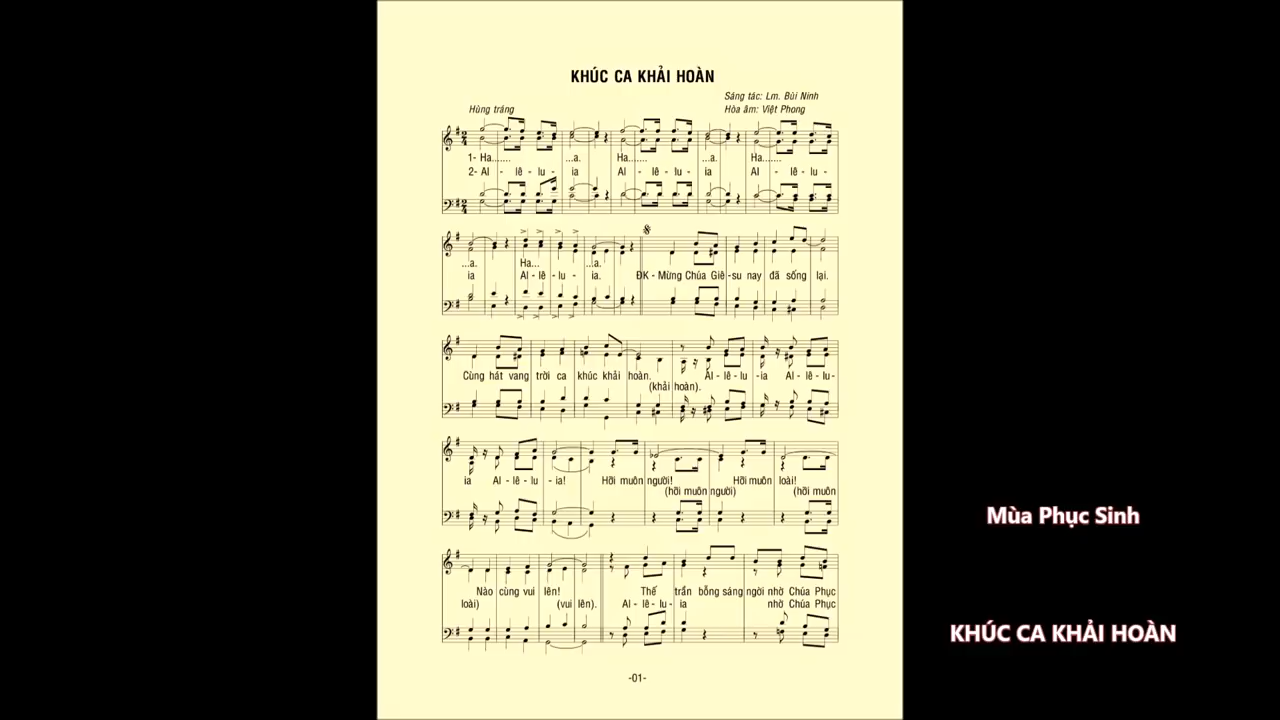 KHÚC CA KHẢI HOÀN
Sáng tác: Lm. Bùi Ninh
Hùng tráng
Hòa âm: Việt Phong
1- Ha....... ...a. Ha....... ...a. Ha.......
2- Al - lê - lu - ia Al - lê - lu - ia Al - lê - lu -
...a. Ha.... ...a.
ia Al - lê - lu - ia. ĐK - Mừng Chúa Giê - su nay đã sống lại.
Cùng hát vang trời ca khúc khải hoàn. Al - lê - lu - ia Al - lê - lu -
(khải hoàn).
ia Al - lê - lu - ia! Hỡi muôn người! Hỡi muôn loài!
(hỡi muôn người) (hỡi muôn
Nào cùng vui lên! Thế trần bỗng sáng ngời nhờ Chúa Phục
loài) (vui lên). Al - lê - lu - ia nhờ Chúa Phục
-01-
Mùa Phục Sinh
KHÚC CA KHẢI HOÀN